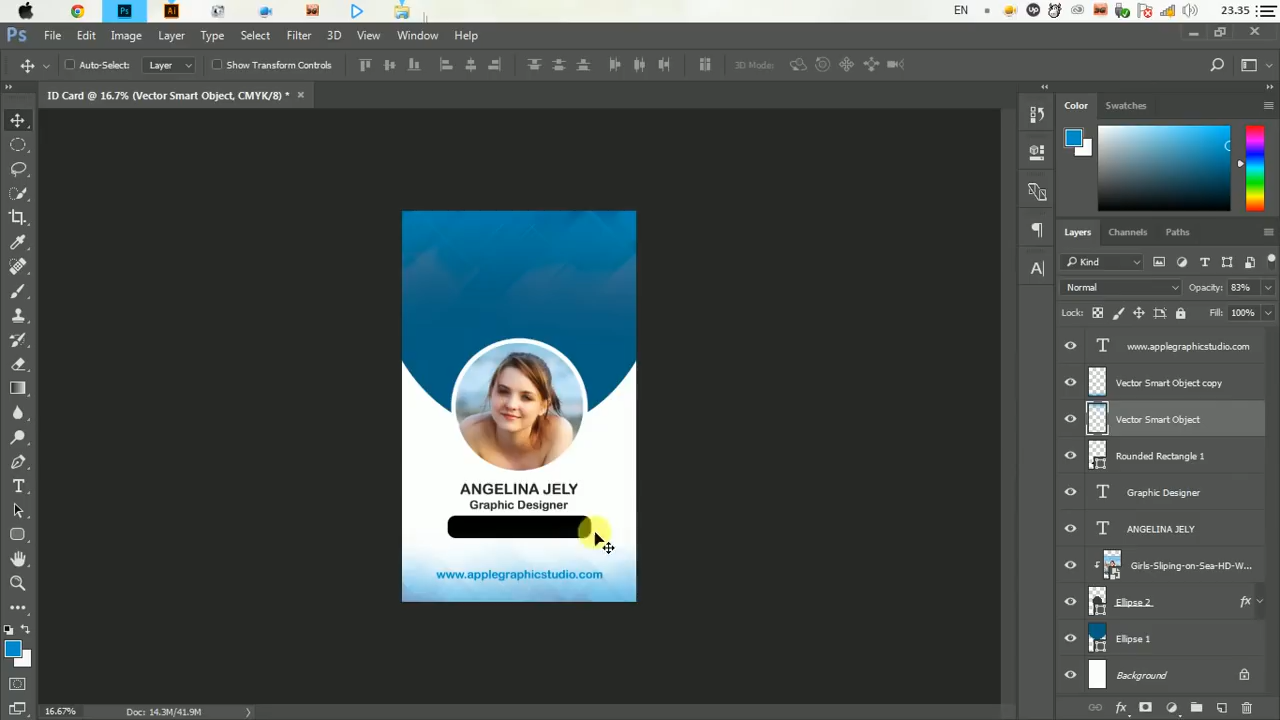 EN
23.35
Ps
File Edit Image Layer Type Select Filter 3D View Window Help
Auto-Select: Layer Show Transform Controls 3D Mode:
ID Card @ 16.7% (Vector Smart Object, CMYK/8) *
Color Swatches
Layers Channels Paths
Kind
Normal Opacity: 83%
Lock: Fill: 100%
www.applegraphicstudio.com
Vector Smart Object copy
Vector Smart Object
Rounded Rectangle 1
Graphic Designer
ANGELINA JELY
Girls-Sliping-on-Sea-HD-W...
Ellipse 2 fx
Ellipse 1
Background
ANGELINA JELY
Graphic Designer
www.applegraphicstudio.com
16.67% Doc: 14.3M/41.9M